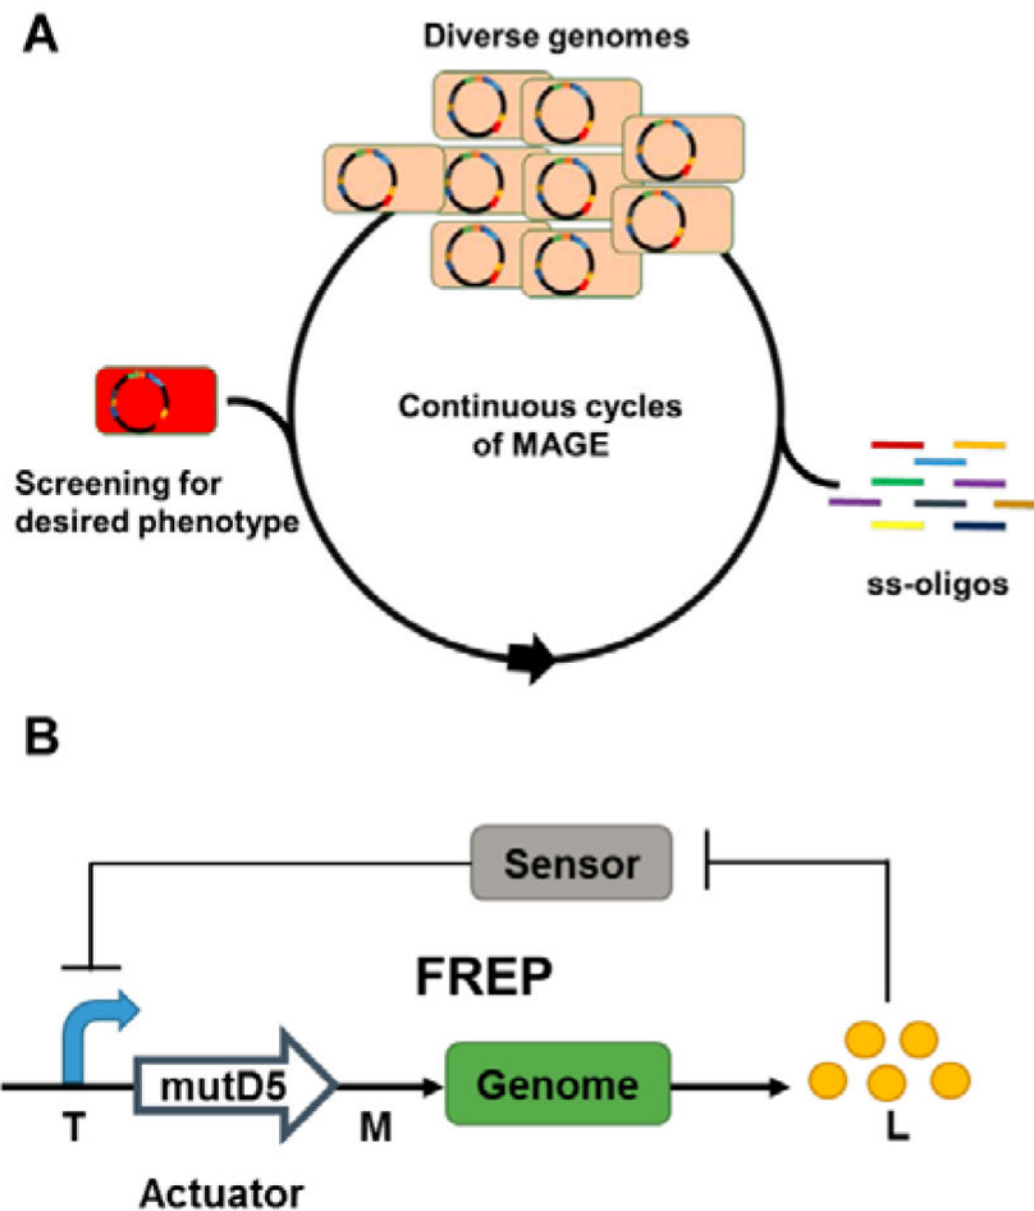 A
Diverse genomes
Continuous cycles
of MAGE
Screening for
desired phenotype
ss-oligos
B
Sensor
FREP
mutD5
Genome
T
M
L
Actuator